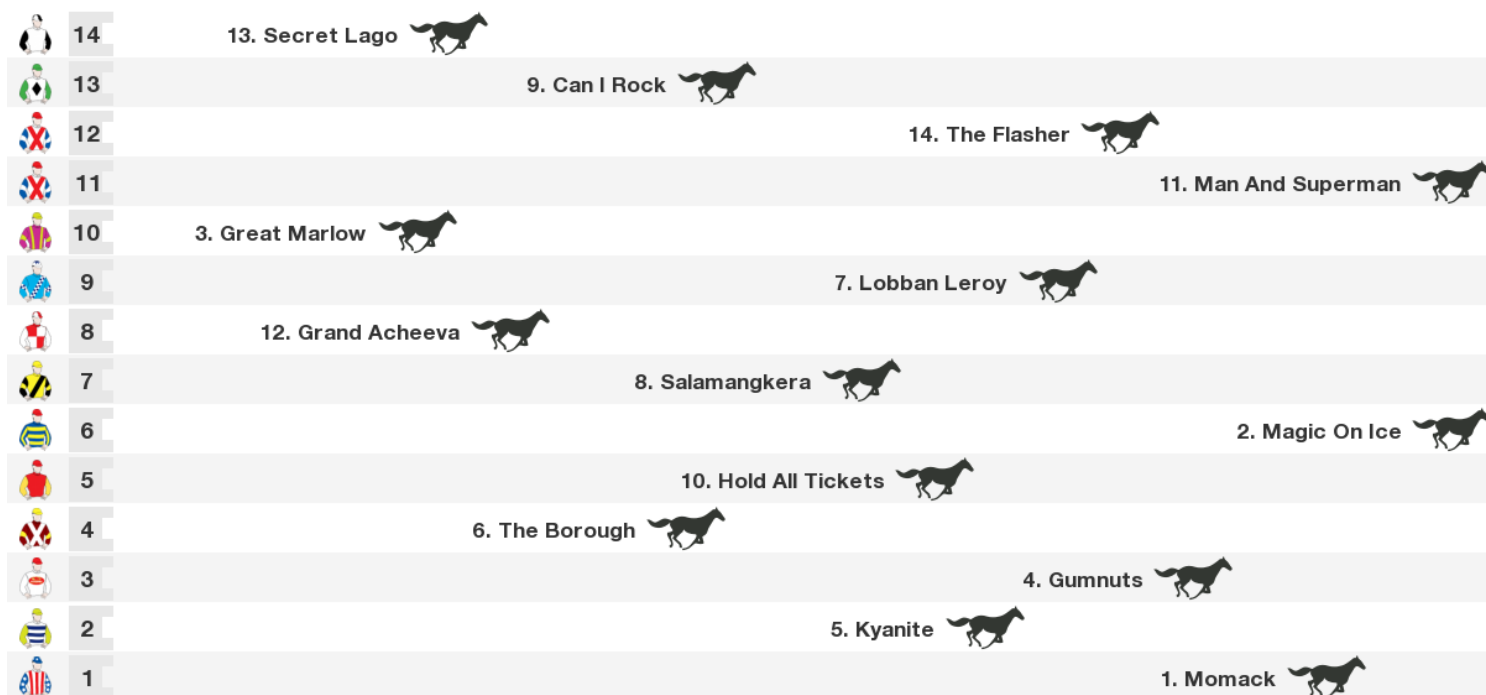 14 13. Secret Lago
13 9. Can I Rock
12 14. The Flasher
11 11. Man And Superman
10 3. Great Marlow
9 7. Lobban Leroy
8 12. Grand Acheeva
7 8. Salamangkera
6 2. Magic On Ice
5 10. Hold All Tickets
4 6. The Borough
3 4. Gumnuts
2 5. Kyanite
1 1. Momack